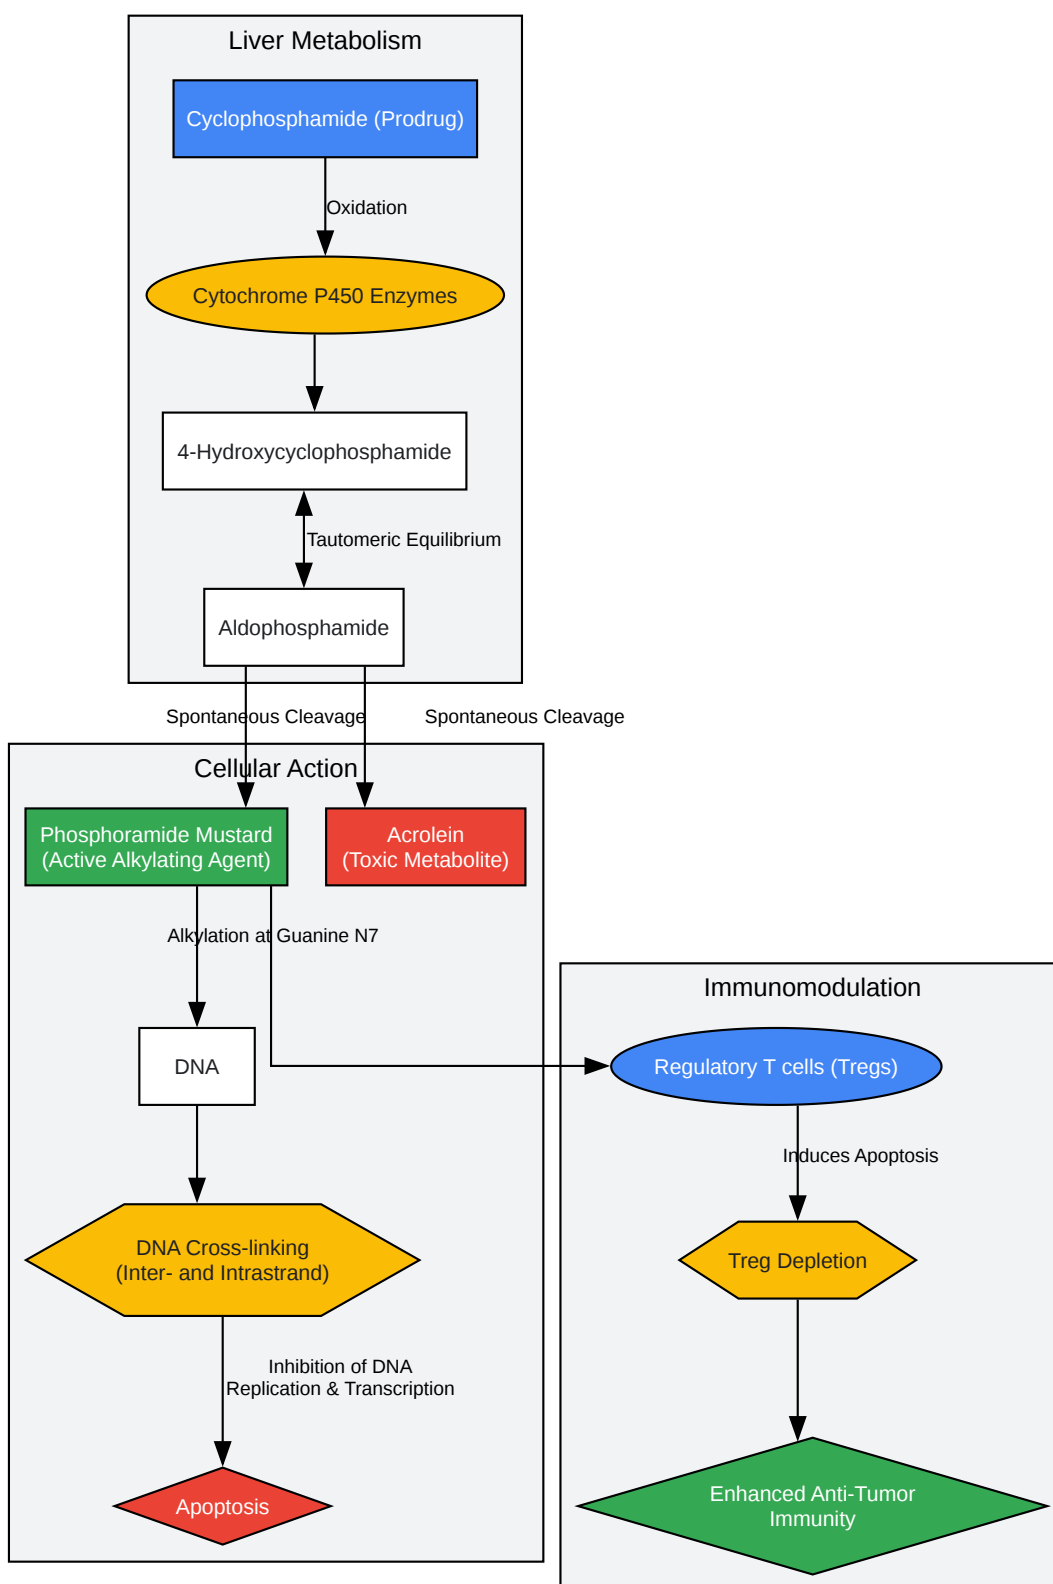 Liver Metabolism
Cyclophosphamide (Prodrug)
Oxidation
Cytochrome P450 Enzymes
4-Hydroxycyclophosphamide
Tautomeric Equilibrium
Aldophosphamide
Spontaneous Cleavage
Spontaneous Cleavage
Cellular Action
Phosphoramide Mustard
(Active Alkylating Agent)
Acrolein
(Toxic Metabolite)
Alkylation at Guanine N7
DNA
DNA Cross-linking
(Inter- and Intrastrand)
Inhibition of DNA
Replication & Transcription
Apoptosis
Immunomodulation
Regulatory T cells (Tregs)
Induces Apoptosis
Treg Depletion
Enhanced Anti-Tumor
Immunity